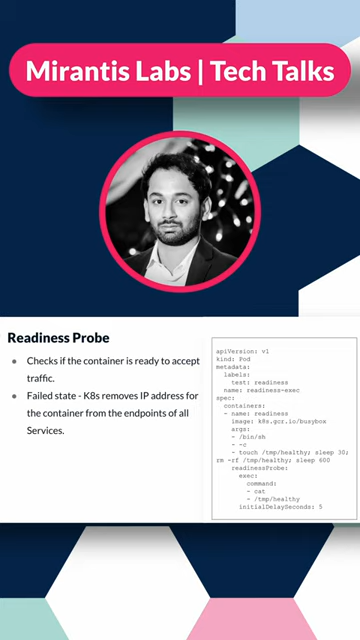 Mirantis Labs | Tech Talks
Readiness Probe
● Checks if the container is ready to accept
traffic.
● Failed state - K8s removes IP address for
the container from the endpoints of all
Services.
apiVersion: v1
kind: Pod
metadata:
  labels:
    test: readiness
  name: readiness-exec
spec:
  containers:
  - name: readiness
    image: k8s.gcr.io/busybox
    args:
    - /bin/sh
    - -c
    - touch /tmp/healthy; sleep 30;
rm -rf /tmp/healthy; sleep 600
    readinessProbe:
      exec:
        command:
        - cat
        - /tmp/healthy
      initialDelaySeconds: 5